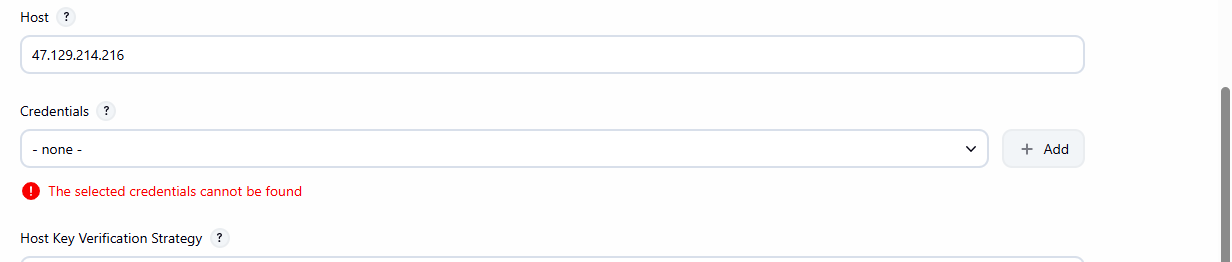 Host ?
47.129.214.216
Credentials ?
- none -
+ Add
! The selected credentials cannot be found
Host Key Verification Strategy ?